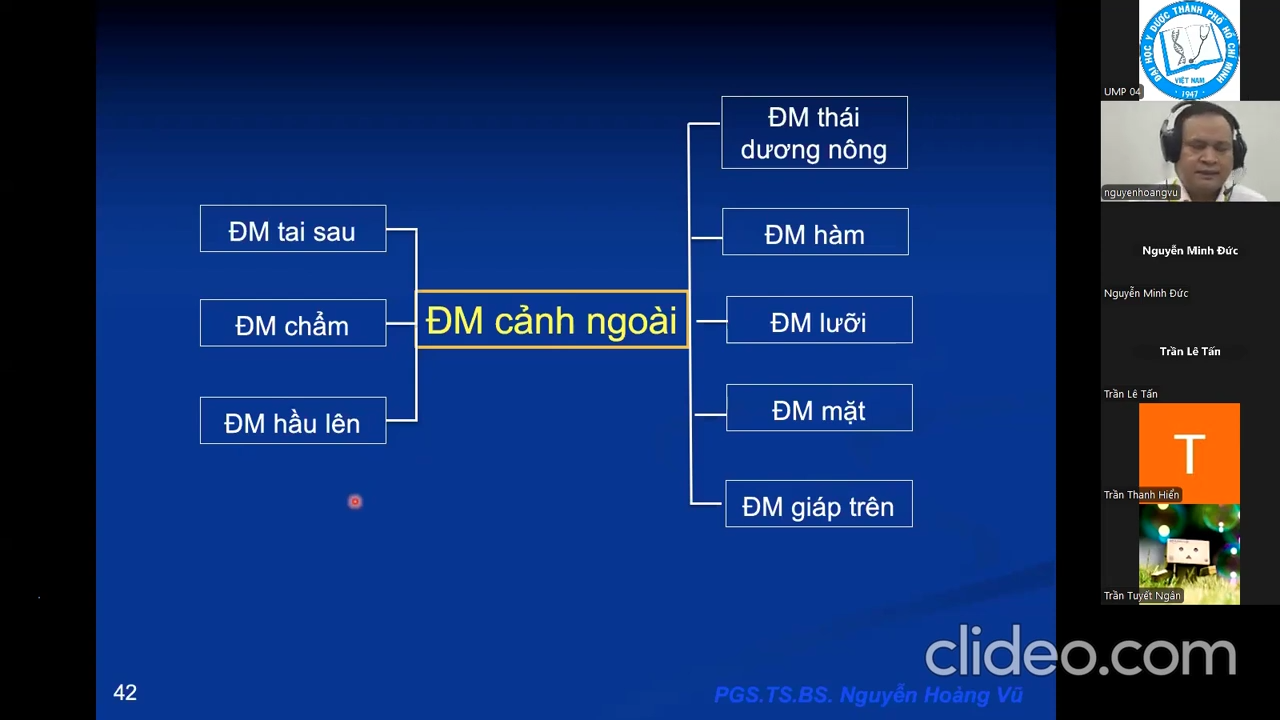 ĐM thái
dương nông
ĐM tai sau
ĐM hàm
ĐM chẩm
ĐM cảnh ngoài
ĐM lưỡi
ĐM hầu lên
ĐM mặt
ĐM giáp trên
42
PGS.TS.BS. Nguyễn Hoàng Vũ
clideo.com
ĐẠI HỌC Y DƯỢC THÀNH PHỐ HỒ CHÍ MINH
VIỆT NAM
1947
UMP 04
nguyenhoangvu
Nguyễn Minh Đức
Nguyễn Minh Đức
Trần Lê Tấn
Trần Lê Tấn
T
Trần Thanh Hiển
Trần Tuyết Ngân